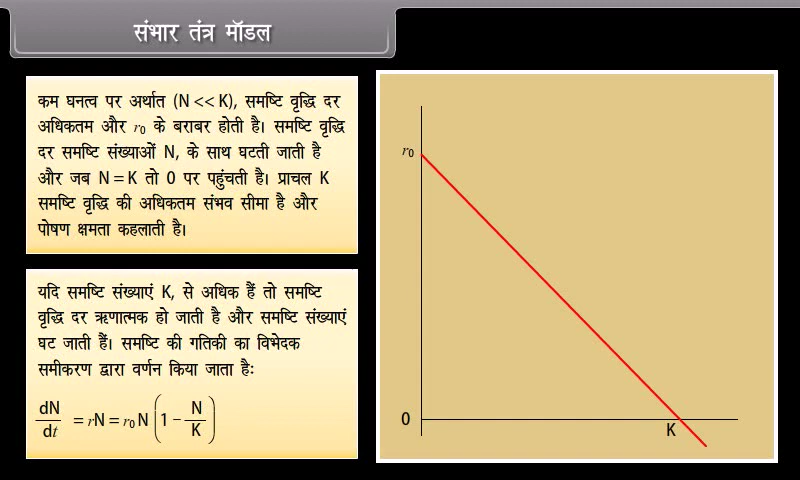 संभार तंत्र मॉडल
कम घनत्व पर अर्थात (N << K), समष्टि वृद्धि दर
अधिकतम और r₀ के बराबर होती है। समष्टि वृद्धि
दर समष्टि संख्याओं N, के साथ घटती जाती है
और जब N = K तो 0 पर पहुंचती है। प्राचल K
समष्टि वृद्धि की अधिकतम संभव सीमा है और
पोषण क्षमता कहलाती है।
यदि समष्टि संख्याएं K, से अधिक हैं तो समष्टि
वृद्धि दर ऋणात्मक हो जाती है और समष्टि संख्याएं
घट जाती हैं। समष्टि की गतिकी का विभेदक
समीकरण द्वारा वर्णन किया जाता हैः
dN/dt = rN = r₀ N (1 − N/K)
r₀
0
K